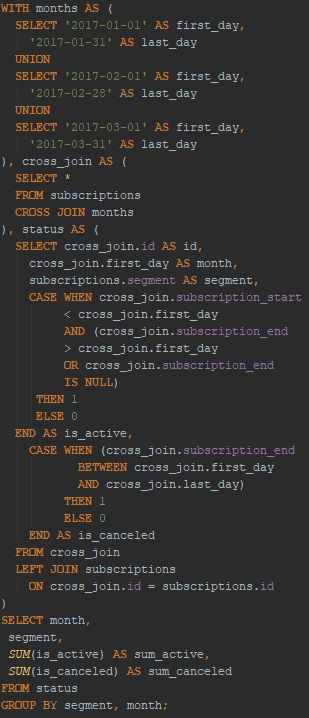 WITH months AS (
SELECT '2017-01-01' AS first_day,
'2017-01-31' AS last_day
UNION
SELECT '2017-02-01' AS first_day,
'2017-02-28' AS last_day
UNION
SELECT '2017-03-01' AS first_day,
'2017-03-31' AS last_day
), cross_join AS (
SELECT *
FROM subscriptions
CROSS JOIN months
), status AS (
SELECT cross_join.id AS id,
cross_join.first_day AS month,
subscriptions.segment AS segment,
CASE WHEN cross_join.subscription_start
< cross_join.first_day
AND (cross_join.subscription_end
> cross_join.first_day
OR cross_join.subscription_end
IS NULL)
THEN 1
ELSE 0
END AS is_active,
CASE WHEN (cross_join.subscription_end
BETWEEN cross_join.first_day
AND cross_join.last_day)
THEN 1
ELSE 0
END AS is_canceled
FROM cross_join
LEFT JOIN subscriptions
ON cross_join.id = subscriptions.id
)
SELECT month,
segment,
SUM(is_active) AS sum_active,
SUM(is_canceled) AS sum_canceled
FROM status
GROUP BY segment, month;